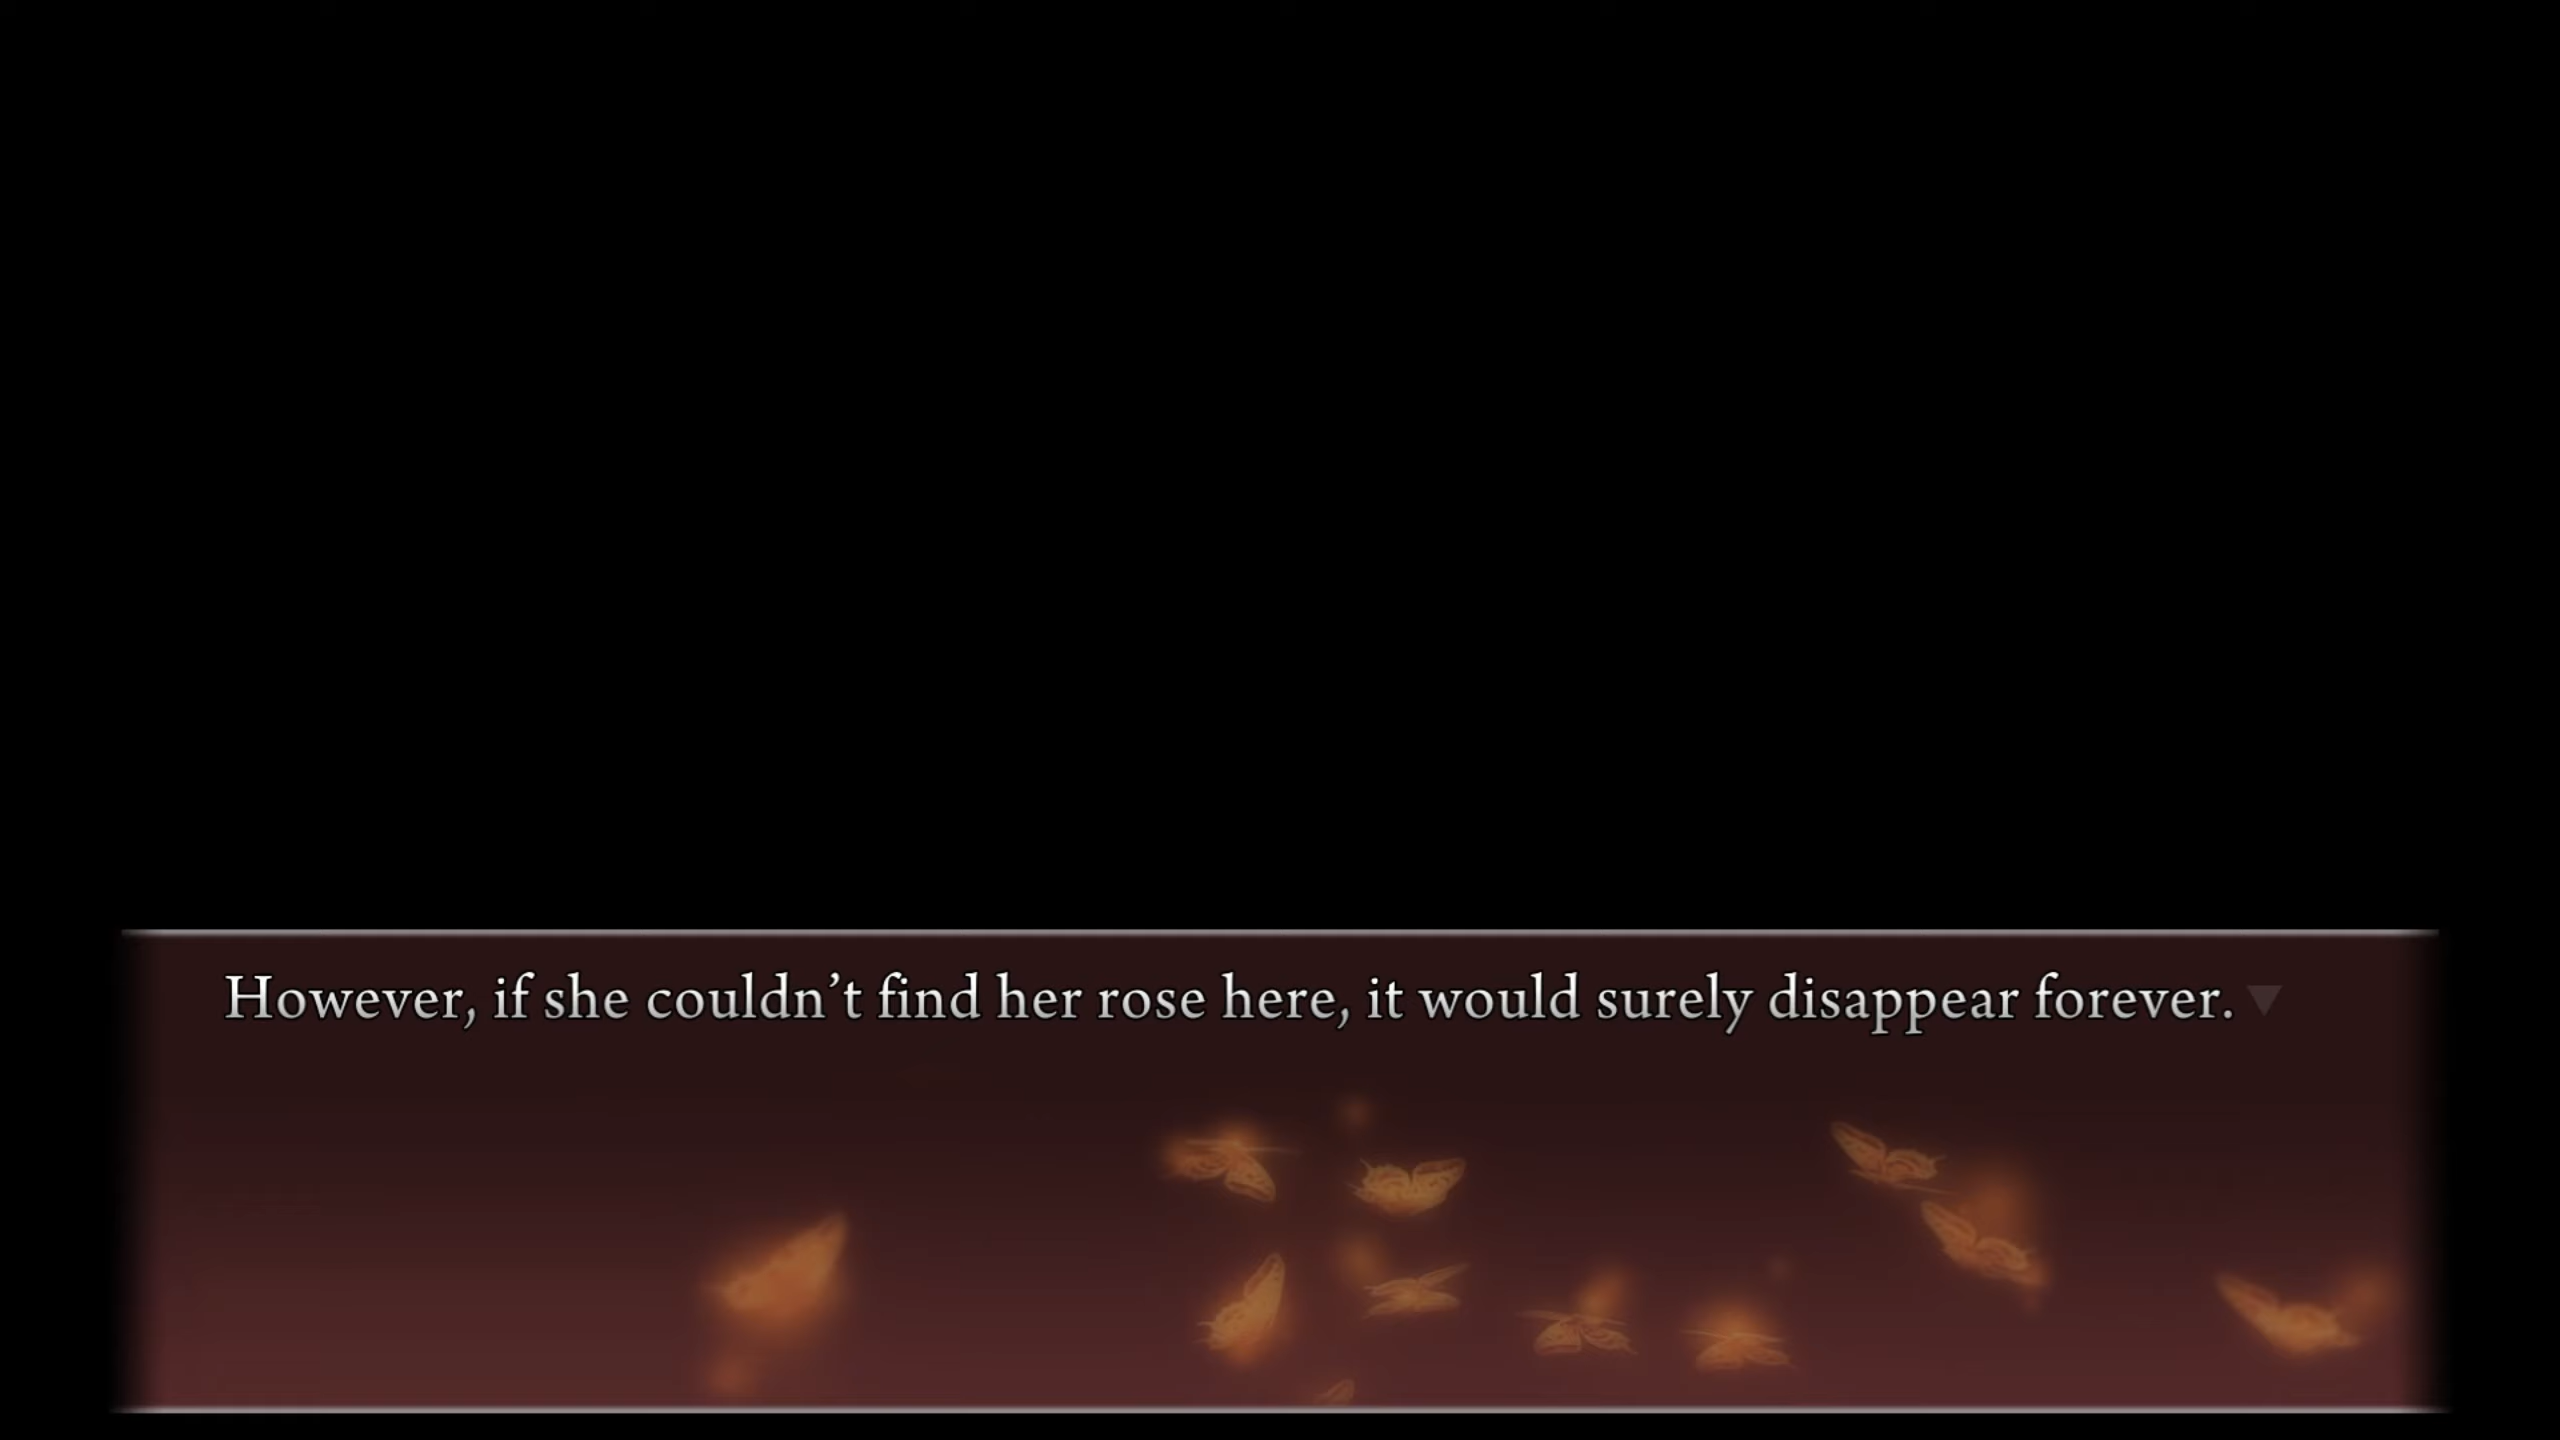 However, if she couldn’t find her rose here, it would surely disappear forever.